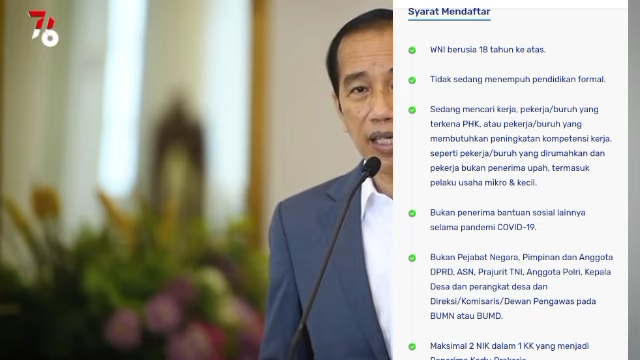 76
Syarat Mendaftar
WNI berusia 18 tahun ke atas.
Tidak sedang menempuh pendidikan formal.
Sedang mencari kerja, pekerja/buruh yang
terkena PHK, atau pekerja/buruh yang
membutuhkan peningkatan kompetensi kerja,
seperti pekerja/buruh yang dirumahkan dan
pekerja bukan penerima upah, termasuk
pelaku usaha mikro & kecil.
Bukan penerima bantuan sosial lainnya
selama pandemi COVID-19.
Bukan Pejabat Negara, Pimpinan dan Anggota
DPRD, ASN, Prajurit TNI, Anggota Polri, Kepala
Desa dan perangkat desa dan
Direksi/Komisaris/Dewan Pengawas pada
BUMN atau BUMD.
Maksimal 2 NIK dalam 1 KK yang menjadi
Penerima Kartu Prakerja